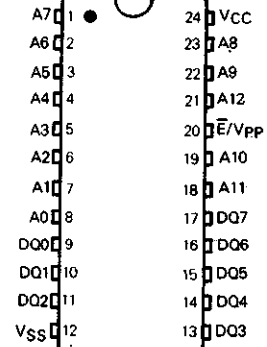 A7 1 24 VCC
A6 2 23 A8
A5 3 22 A9
A4 4 21 A12
A3 5 20 E̅/VPP
A2 6 19 A10
A1 7 18 A11
A0 8 17 DQ7
DQ0 9 16 DQ6
DQ1 10 15 DQ5
DQ2 11 14 DQ4
VSS 12 13 DQ3